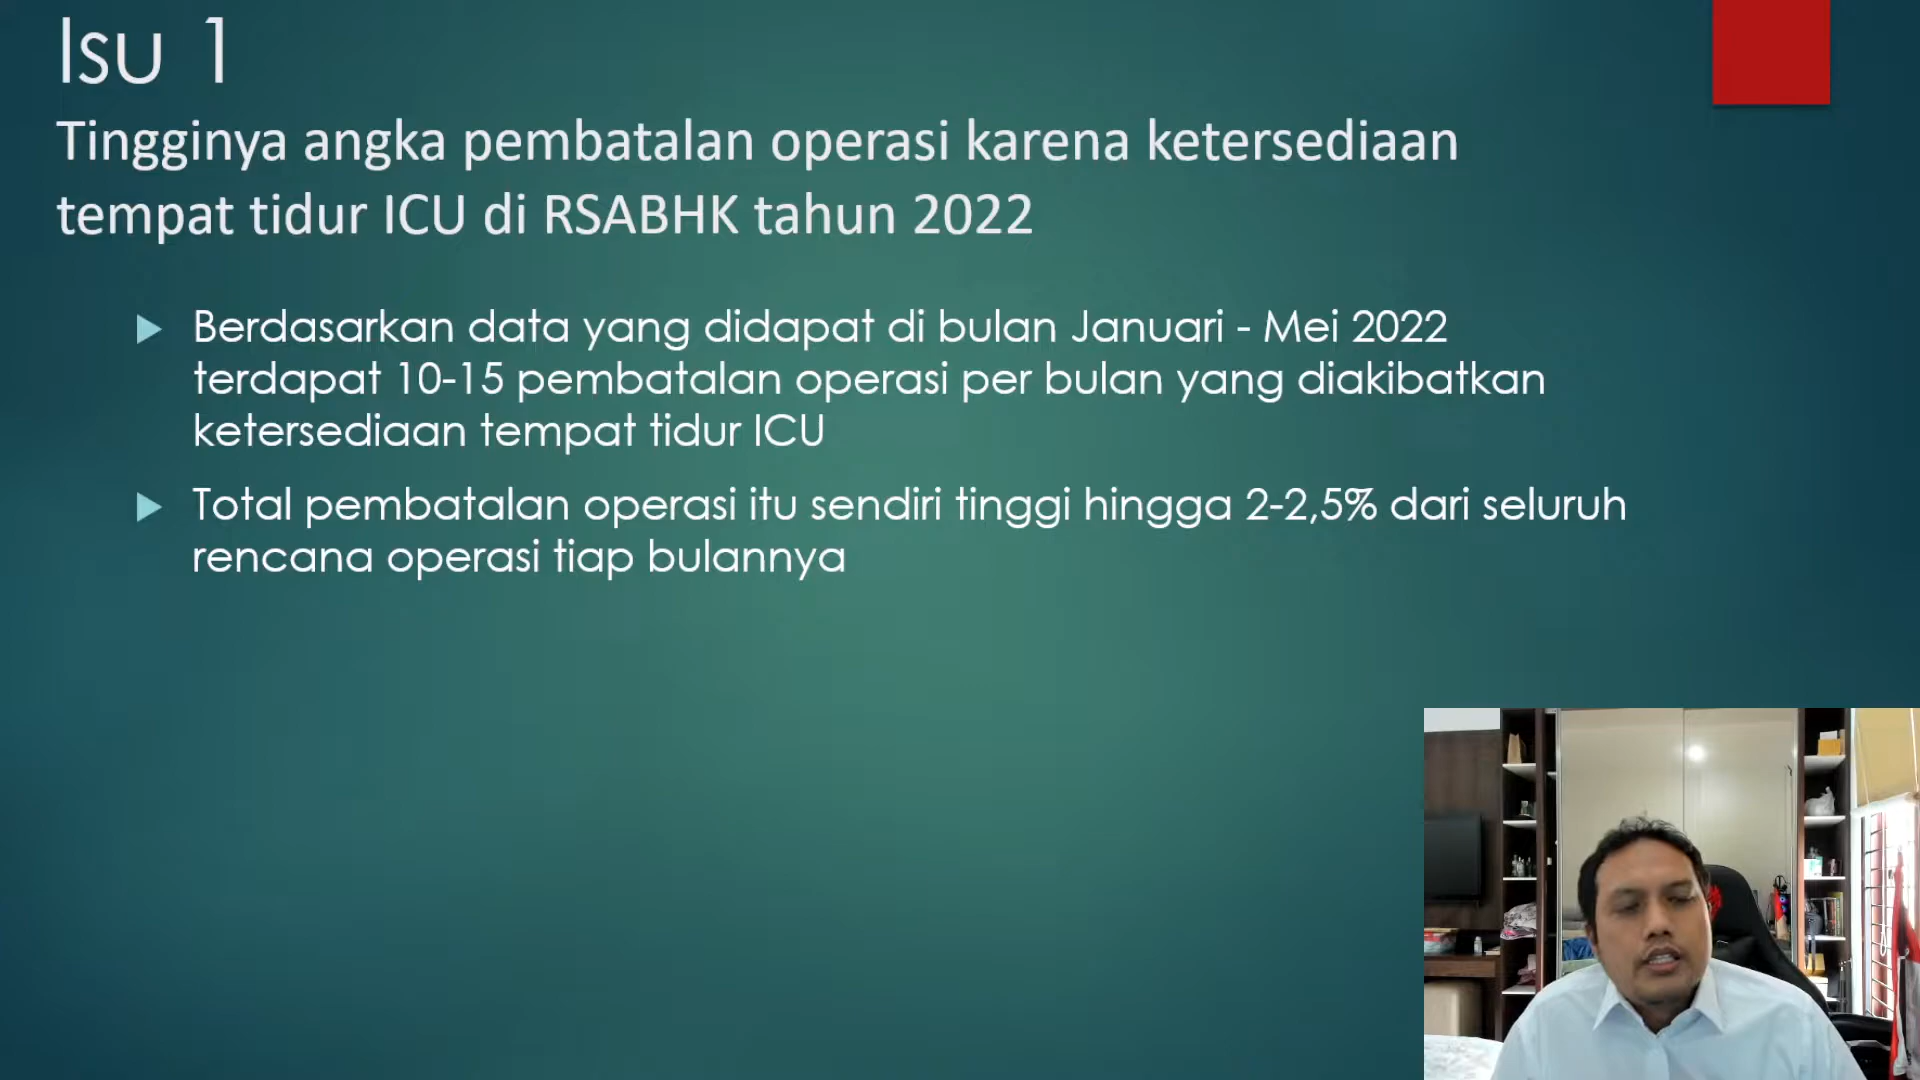 Isu 1
Tingginya angka pembatalan operasi karena ketersediaan
tempat tidur ICU di RSABHK tahun 2022
Berdasarkan data yang didapat di bulan Januari - Mei 2022
terdapat 10-15 pembatalan operasi per bulan yang diakibatkan
ketersediaan tempat tidur ICU
Total pembatalan operasi itu sendiri tinggi hingga 2-2,5% dari seluruh
rencana operasi tiap bulannya